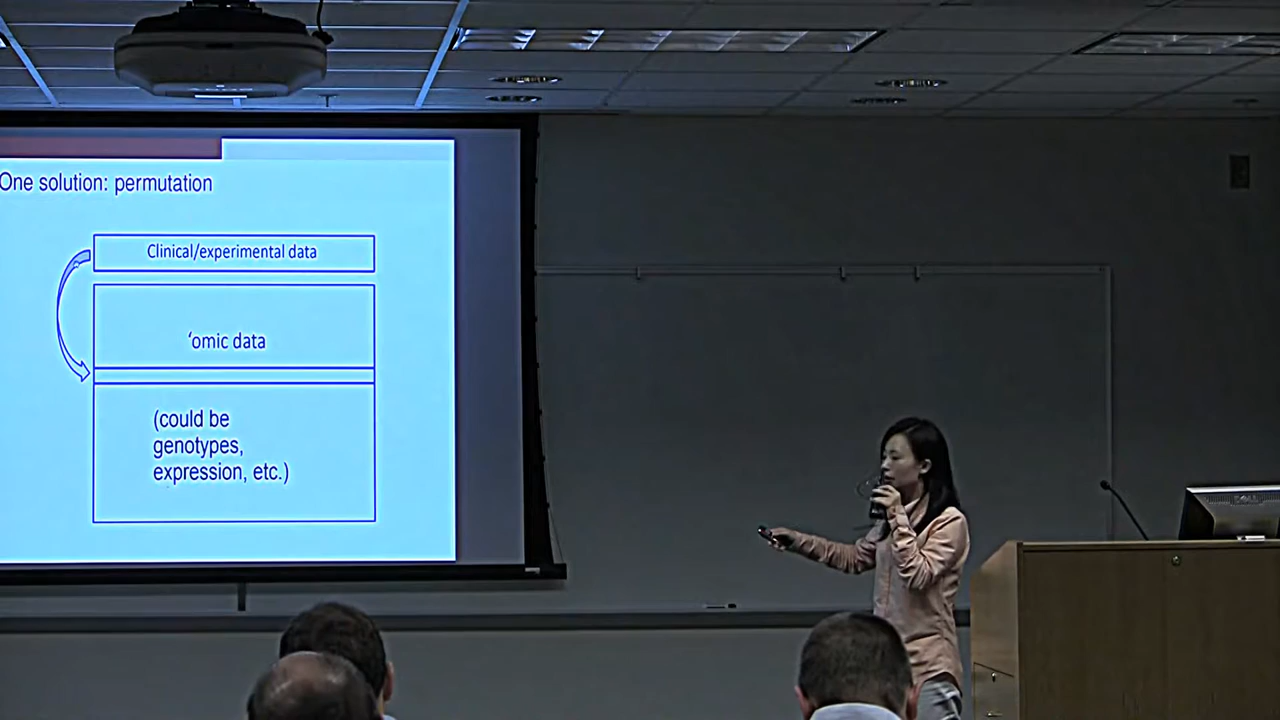 One solution: permutation
Clinical/experimental data
‘omic data
(could be
genotypes,
expression, etc.)